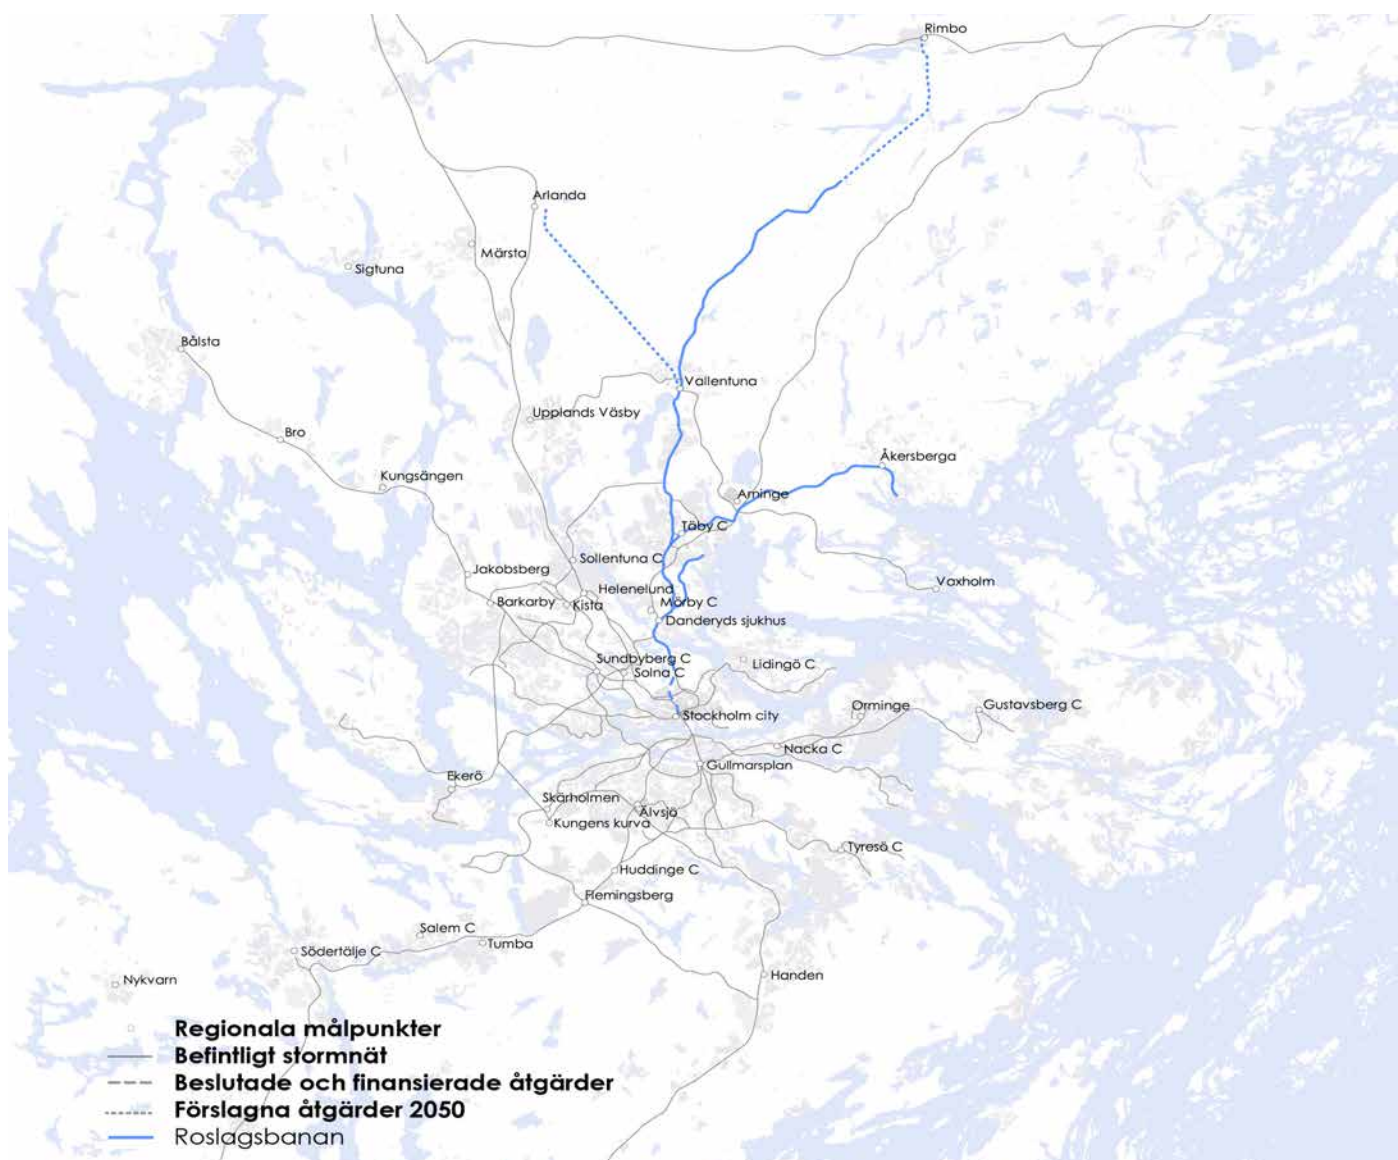 Rimbo
Arlanda
Märsta
Sigtuna
Bålsta
Vallentuna
Upplands Väsby
Bro
Åkersberga
Kungsängen
Arninge
Täby C
Sollentuna C
Jakobsberg
Vaxholm
Helenelund
Barkarby
Kista
Mörby C
Danderyds sjukhus
Sundbyberg C
Lidingö C
Solna C
Orminge
Gustavsberg C
Stockholm city
Nacka C
Gullmarsplan
Ekerö
Skärholmen
Älvsjö
Kungens kurva
Tyresö C
Huddinge C
Flemingsberg
Salem C
Tumba
Södertälje C
Handen
Nykvarn
Regionala målpunkter
Befintligt stormnät
Beslutade och finansierade åtgärder
Förslagna åtgärder 2050
Roslagsbanan